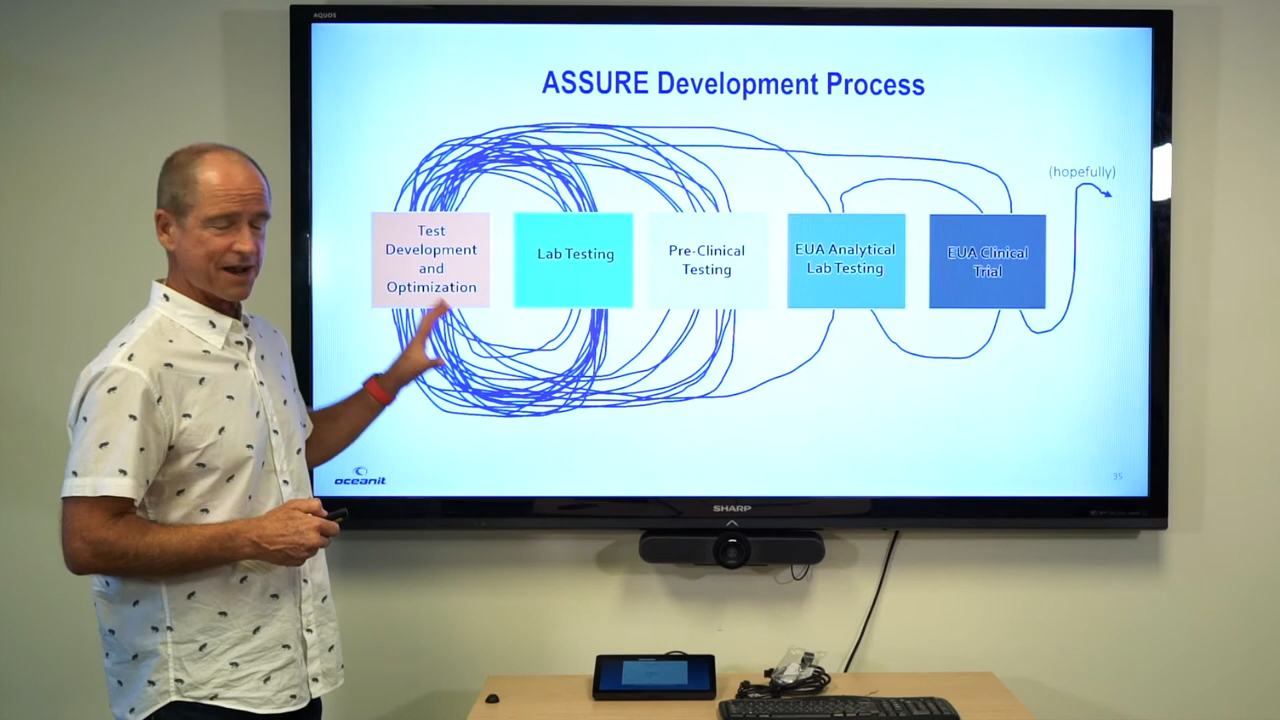 AQUOS
ASSURE Development Process
(hopefully)
Test
Development
and
Optimization
Lab Testing
Pre-Clinical
Testing
EUA Analytical
Lab Testing
EUA Clinical
Trial
oceanit
35
SHARP